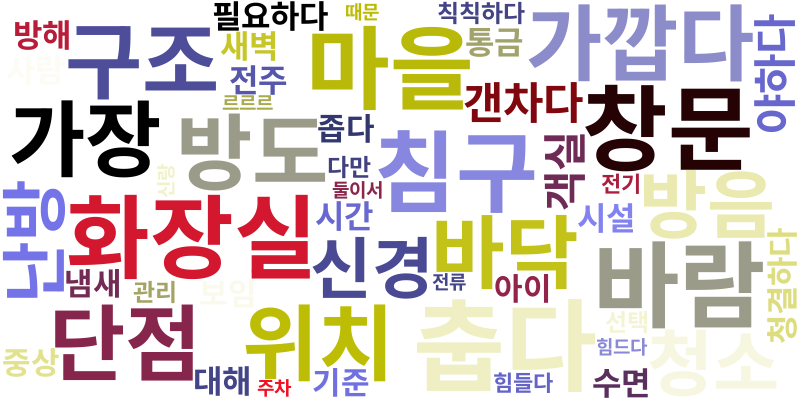 필요하다 때문 칙칙하다
방해 구조 새벽 마을 통금 가깝다 야하다
사람 전주 르르르 갠차다
가장 방도 좁다 침구 창문
신랑 다만 둘이서 객실 전기 방음
난방 화장실 시간 바닥 시설
냄새 관리 보임 신경 전류 아이 바람 청결하다
단점 위치 춥다 선택 청소
중상 힘드다
대해 주차 기준 힘들다 수면